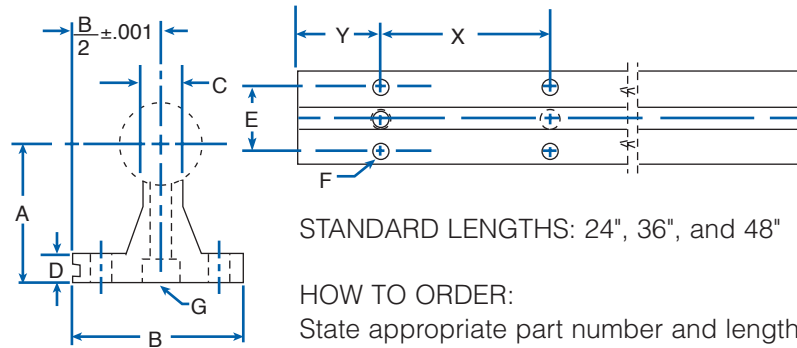 B
2 ±.001
C
A
D
G
B
Y
X
E
F
STANDARD LENGTHS: 24", 36", and 48"
HOW TO ORDER:
State appropriate part number and length